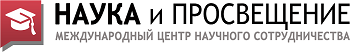 НАУКА и ПРОСВЕЩЕНИЕ
МЕЖДУНАРОДНЫЙ ЦЕНТР НАУЧНОГО СОТРУДНИЧЕСТВА